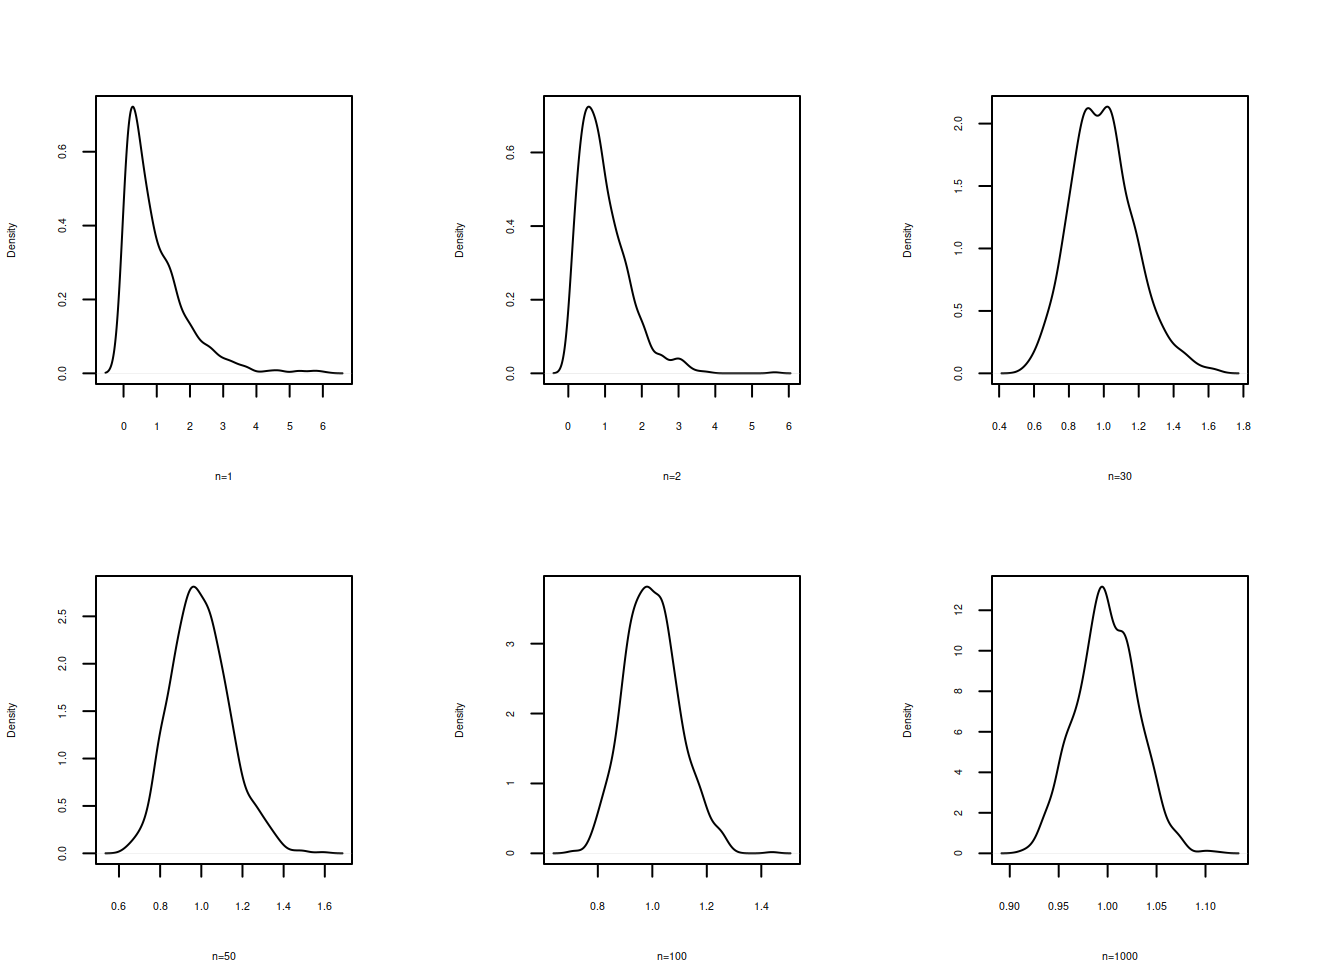 Density
0.0 0.2 0.4 0.6
0 1 2 3 4 5 6
n=1
Density
0.0 0.2 0.4 0.6
0 1 2 3 4 5 6
n=2
Density
0.0 0.5 1.0 1.5 2.0
0.4 0.6 0.8 1.0 1.2 1.4 1.6 1.8
n=30
Density
0.0 0.5 1.0 1.5 2.0 2.5
0.6 0.8 1.0 1.2 1.4 1.6
n=50
Density
0 1 2 3
0.8 1.0 1.2 1.4
n=100
Density
0 2 4 6 8 10 12
0.90 0.95 1.00 1.05 1.10
n=1000